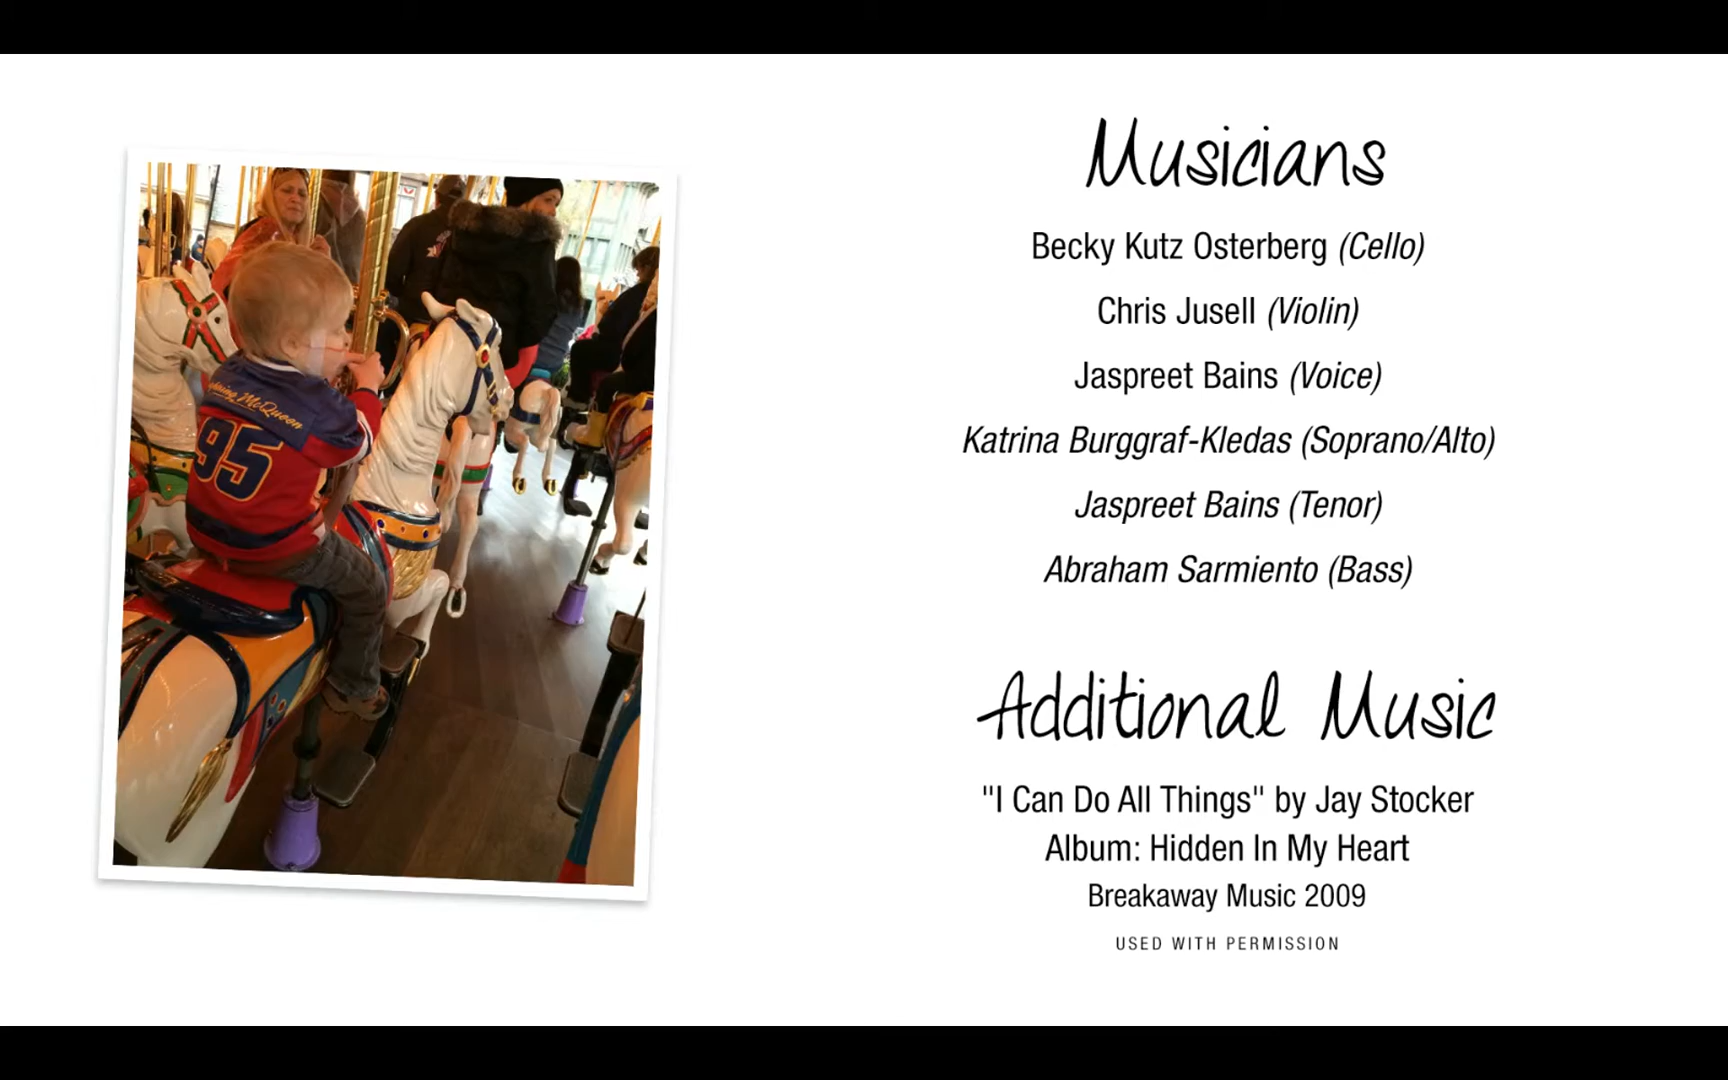 Musicians
Becky Kutz Osterberg (Cello)
Chris Jusell (Violin)
Jaspreet Bains (Voice)
Katrina Burggraf-Kledas (Soprano/Alto)
Jaspreet Bains (Tenor)
Abraham Sarmiento (Bass)
Additional Music
"I Can Do All Things" by Jay Stocker
Album: Hidden In My Heart
Breakaway Music 2009
USED WITH PERMISSION
McQueen
95